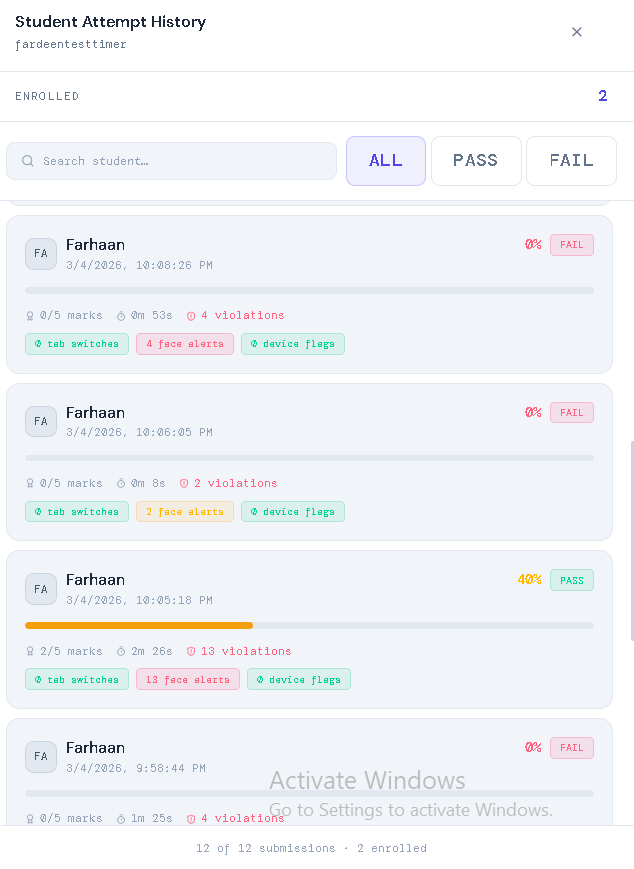 Student Attempt History
fardeentesttimer
ENROLLED 2
Search student… ALL PASS FAIL
FA Farhaan 0% FAIL
3/4/2026, 10:08:26 PM
0/5 marks 0m 53s 4 violations
0 tab switches 4 face alerts 0 device flags
FA Farhaan 0% FAIL
3/4/2026, 10:06:05 PM
0/5 marks 0m 8s 2 violations
0 tab switches 2 face alerts 0 device flags
FA Farhaan 40% PASS
3/4/2026, 10:05:18 PM
2/5 marks 2m 26s 13 violations
0 tab switches 13 face alerts 0 device flags
FA Farhaan 0% FAIL
3/4/2026, 9:58:44 PM
Activate Windows
0/5 marks 1m 25s 4 violations
Go to Settings to activate Windows.
12 of 12 submissions · 2 enrolled